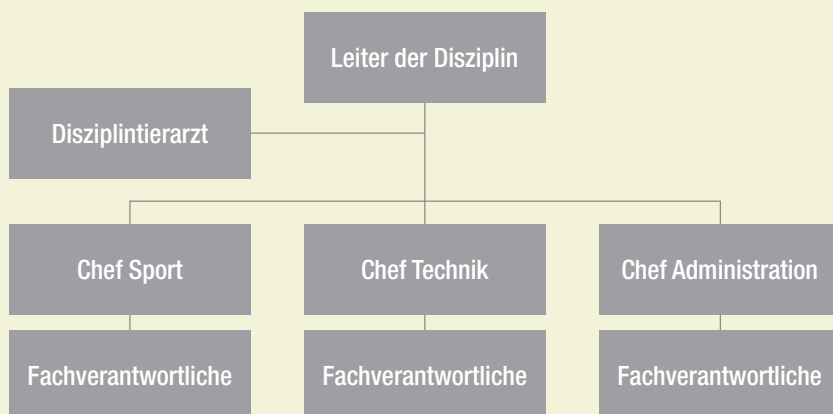 Leiter der Disziplin
Disziplintierarzt
Chef Sport
Chef Technik
Chef Administration
Fachverantwortliche
Fachverantwortliche
Fachverantwortliche